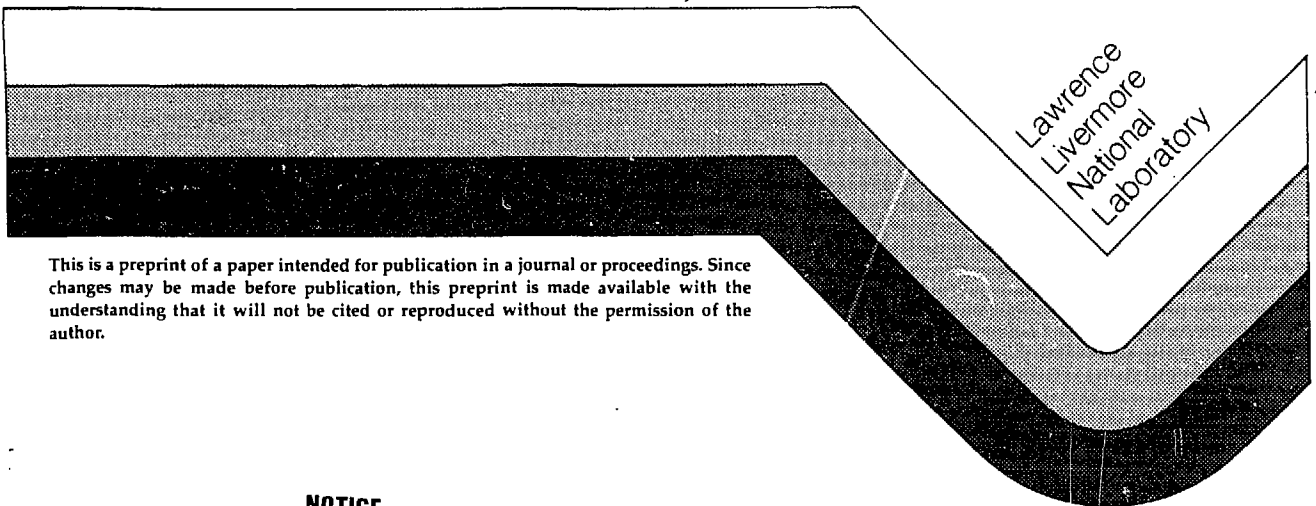 Lawrence
Livermore
National
Laboratory
This is a preprint of a paper intended for publication in a journal or proceedings. Since
changes may be made before publication, this preprint is made available with the
understanding that it will not be cited or reproduced without the permission of the
author.
NOTICE